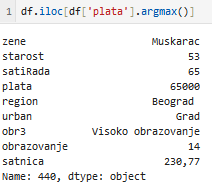 1 df.iloc[df['plata'].argmax()]
zene Muskarac
starost 53
satiRada 65
plata 65000
region Beograd
urban Grad
obr3 Visoko obrazovanje
obrazovanje 14
satnica 230,77
Name: 440, dtype: object